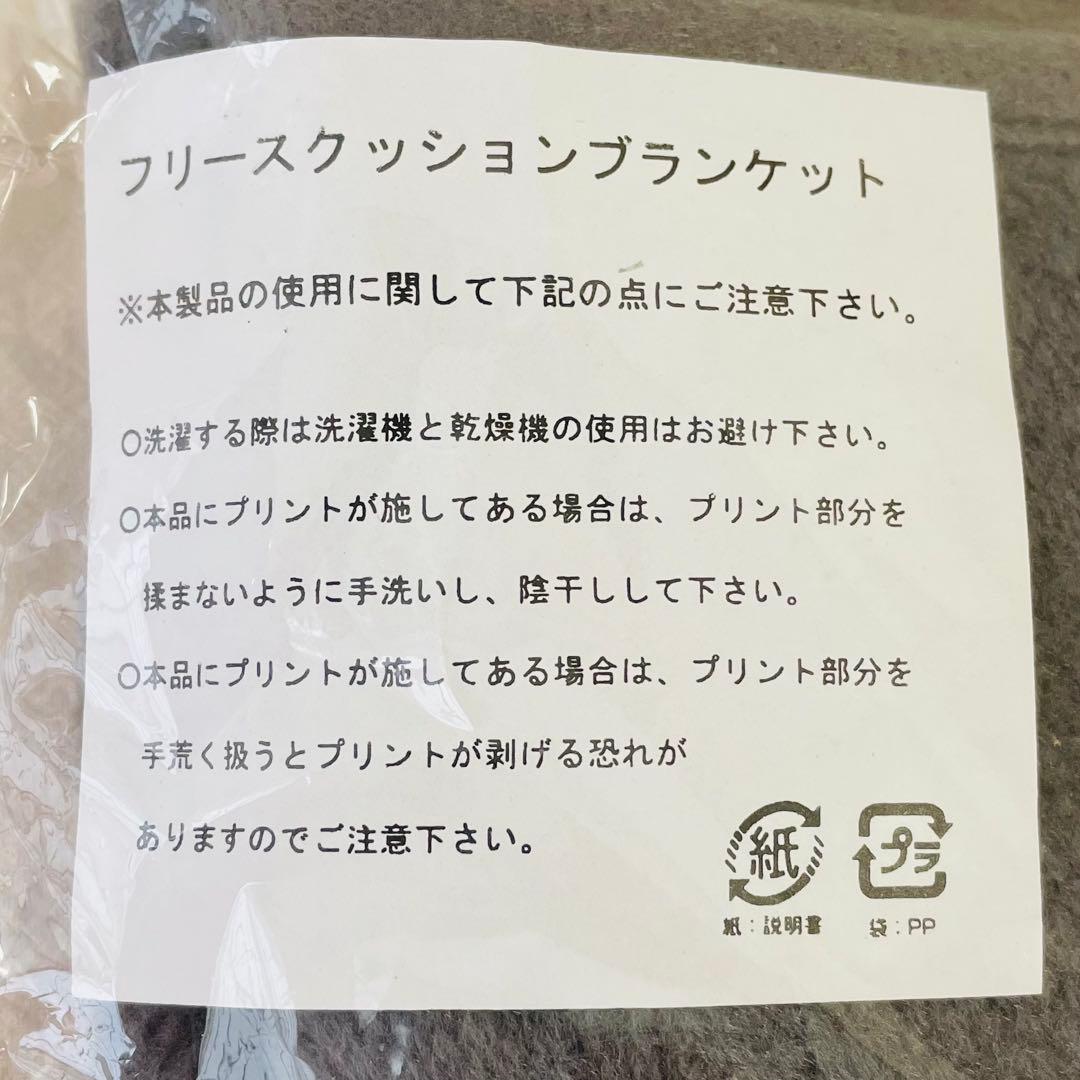 フリースクッションブランケット
※本製品の使用に関して下記の点にご注意下さい。
○洗濯する際は洗濯機と乾燥機の使用はお避け下さい。
○本品にプリントが施してある場合は、プリント部分を
揉まないように手洗いし、陰干しして下さい。
○本品にプリントが施してある場合は、プリント部分を
手荒く扱うとプリントが剥げる恐れが
ありますのでご注意下さい。
紙 プラ
紙：説明書 袋：PP